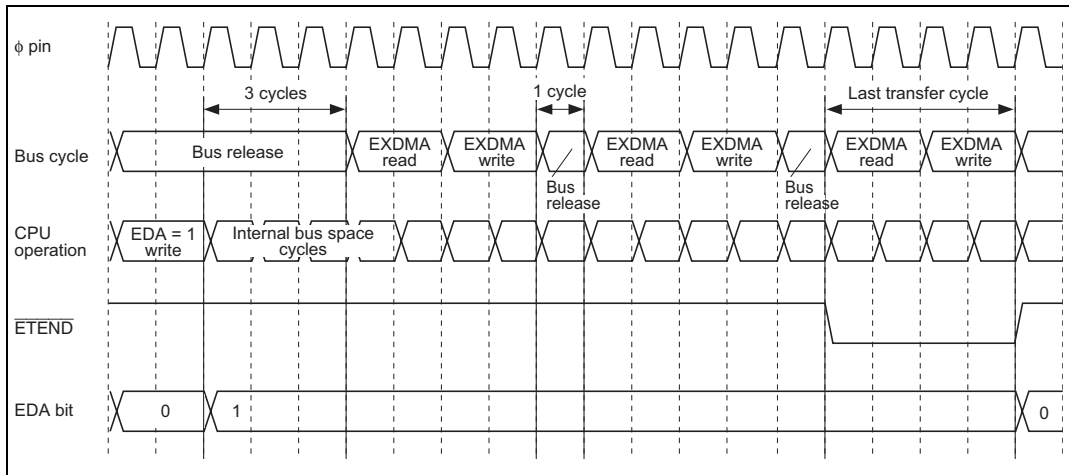 ϕ pin
3 cycles
1 cycle
Last transfer cycle
Bus cycle
Bus release
EXDMA
read
EXDMA
write
Bus
release
EXDMA
read
EXDMA
write
Bus
release
EXDMA
read
EXDMA
write
CPU
operation
EDA = 1
write
Internal bus space
cycles
ETEND
EDA bit
0
1
0